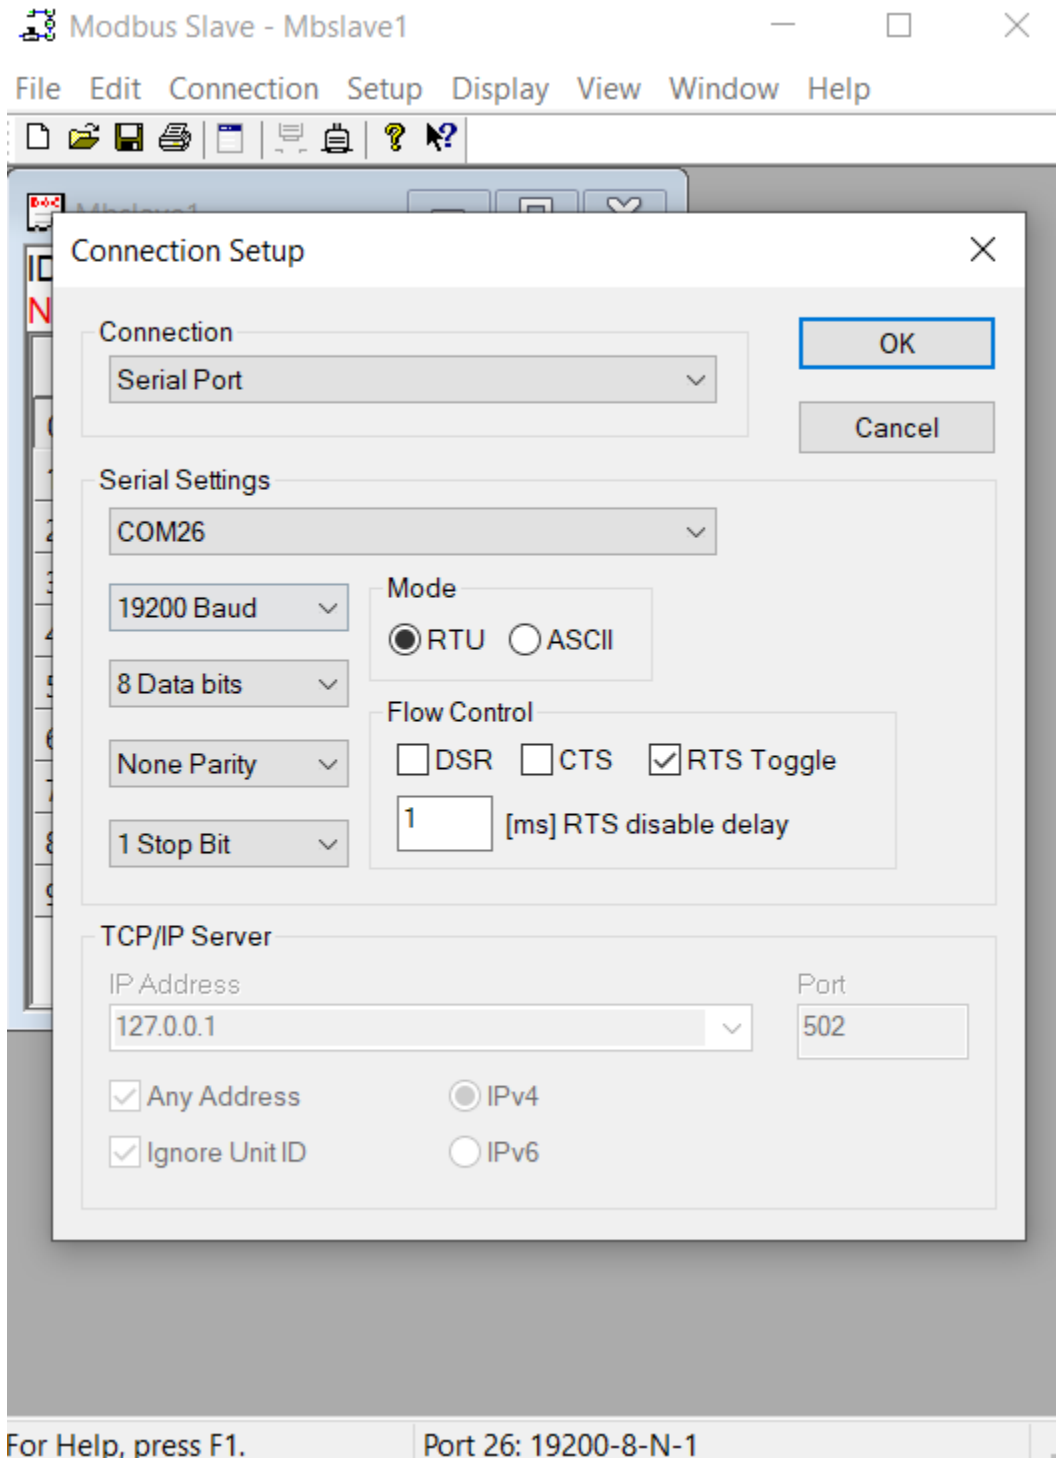 Modbus Slave - Mbslave1
File Edit Connection Setup Display View Window Help
Mbslave1
ID
N
Connection Setup
Connection
OK
Serial Port
Cancel
Serial Settings
COM26
19200 Baud
Mode
RTU ASCII
8 Data bits
Flow Control
None Parity
DSR CTS RTS Toggle
1 [ms] RTS disable delay
1 Stop Bit
TCP/IP Server
IP Address Port
127.0.0.1 502
Any Address IPv4
Ignore Unit ID IPv6
For Help, press F1. Port 26: 19200-8-N-1